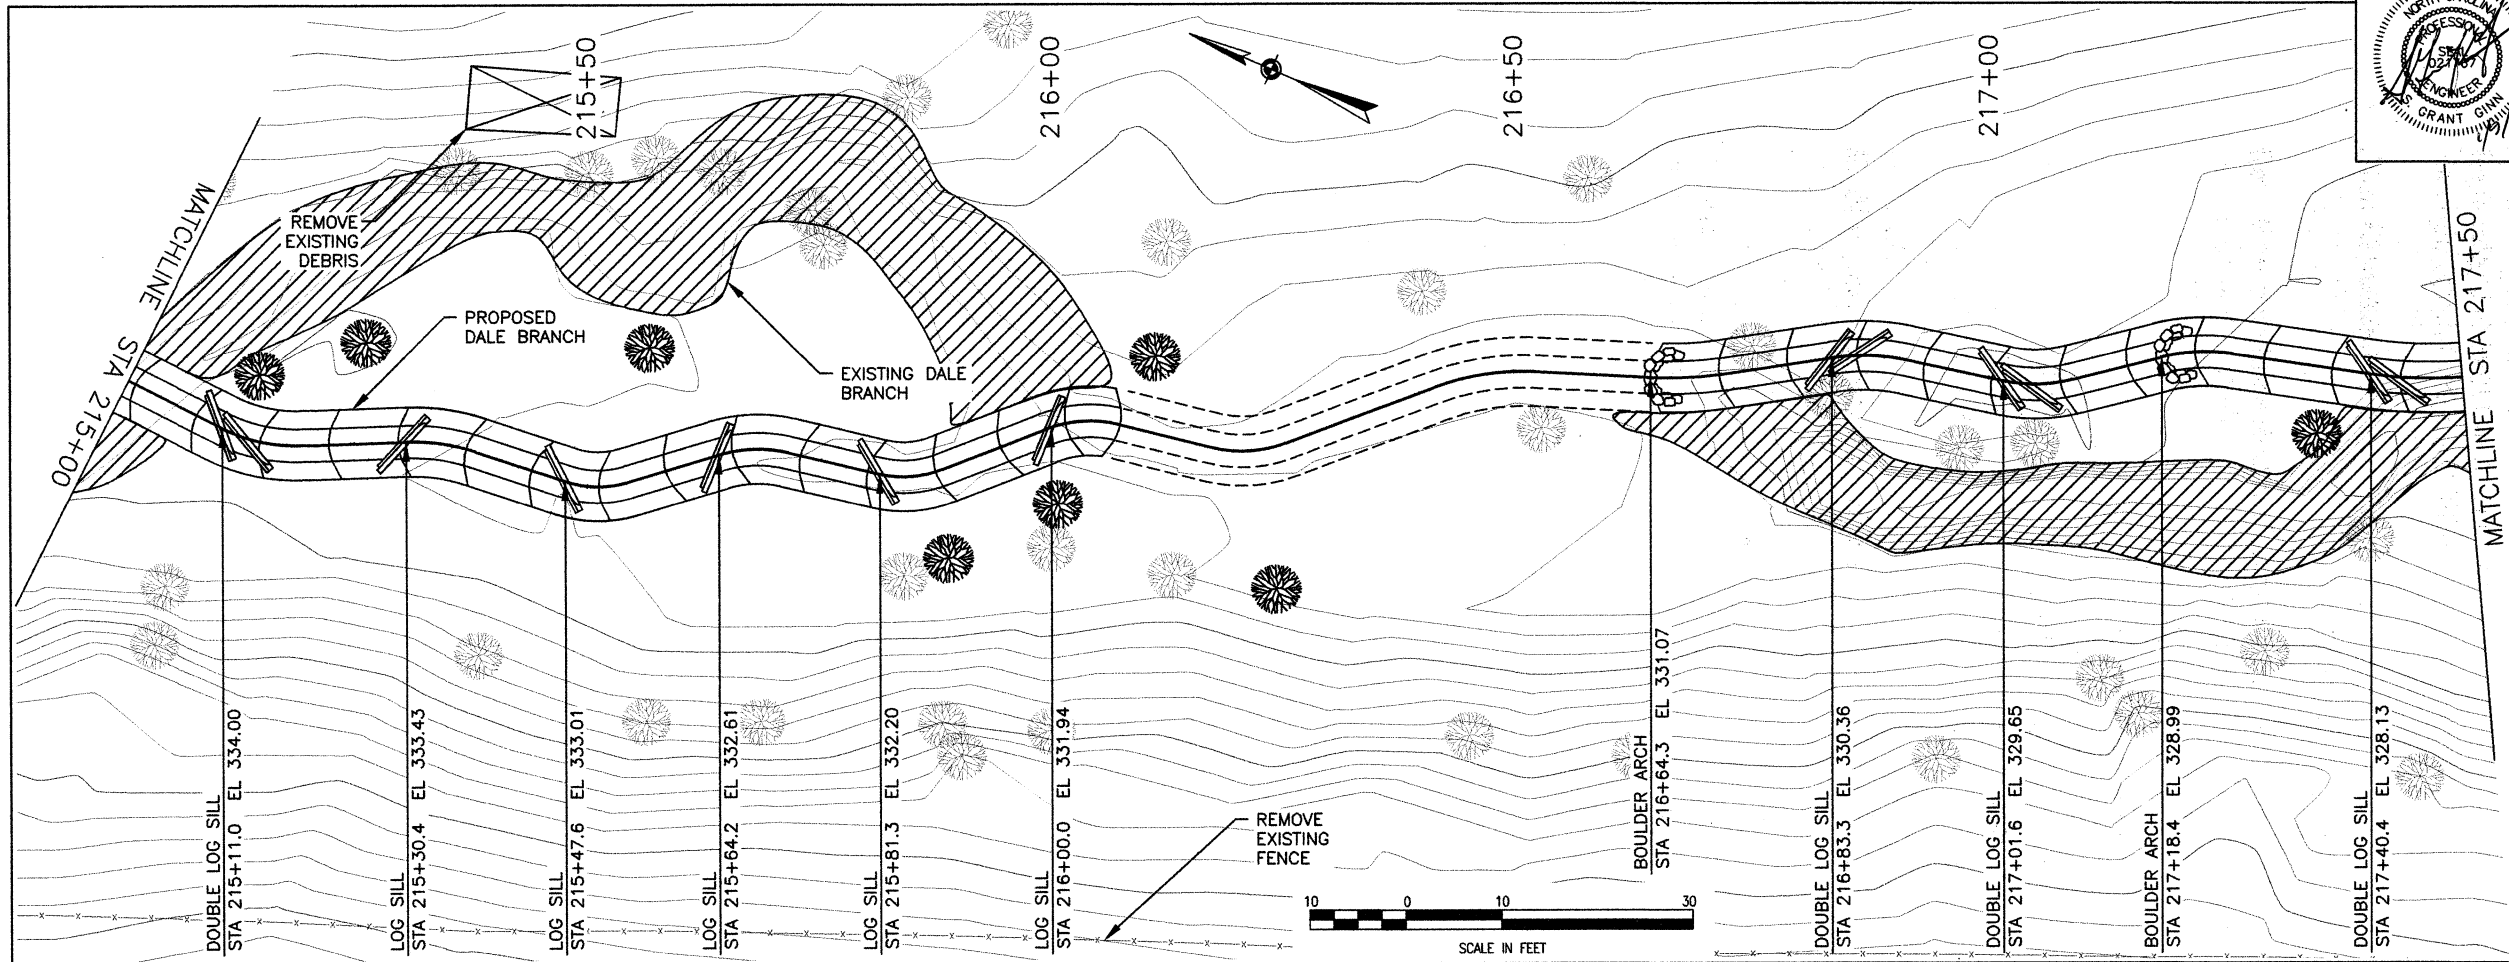 215+50
216+00
216+50
217+00
NORTH CAROLINA
PROFESSIONAL
SEAL
ENGINEER
S. GRANT GINN
MATCHLINE STA 215+00
REMOVE
EXISTING
DEBRIS
PROPOSED
DALE BRANCH
EXISTING DALE
BRANCH
MATCHLINE STA 217+50
DOUBLE LOG SILL
STA 215+11.0 EL 334.00
LOG SILL
STA 215+30.4 EL 333.43
LOG SILL
STA 215+47.6 EL 333.01
LOG SILL
STA 215+64.2 EL 332.61
LOG SILL
STA 215+81.3 EL 332.20
LOG SILL
STA 216+00.0 EL 331.94
REMOVE
EXISTING
FENCE
BOULDER ARCH
STA 216+64.3 EL 331.07
DOUBLE LOG SILL
STA 216+83.3 EL 330.36
DOUBLE LOG SILL
STA 217+01.6 EL 329.65
BOULDER ARCH
STA 217+18.4 EL 328.99
DOUBLE LOG SILL
STA 217+40.4 EL 328.13
10 0 10 30
SCALE IN FEET